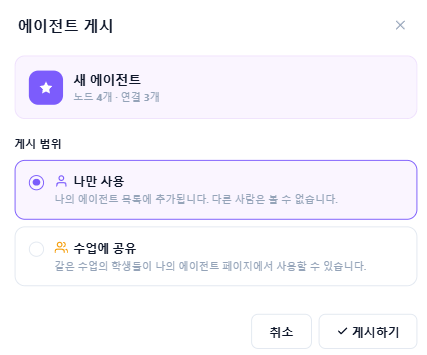 에이전트 게시
새 에이전트
노드 4개 · 연결 3개
게시 범위
나만 사용
나의 에이전트 목록에 추가됩니다. 다른 사람은 볼 수 없습니다.
수업에 공유
같은 수업의 학생들이 나의 에이전트 페이지에서 사용할 수 있습니다.
취소
게시하기